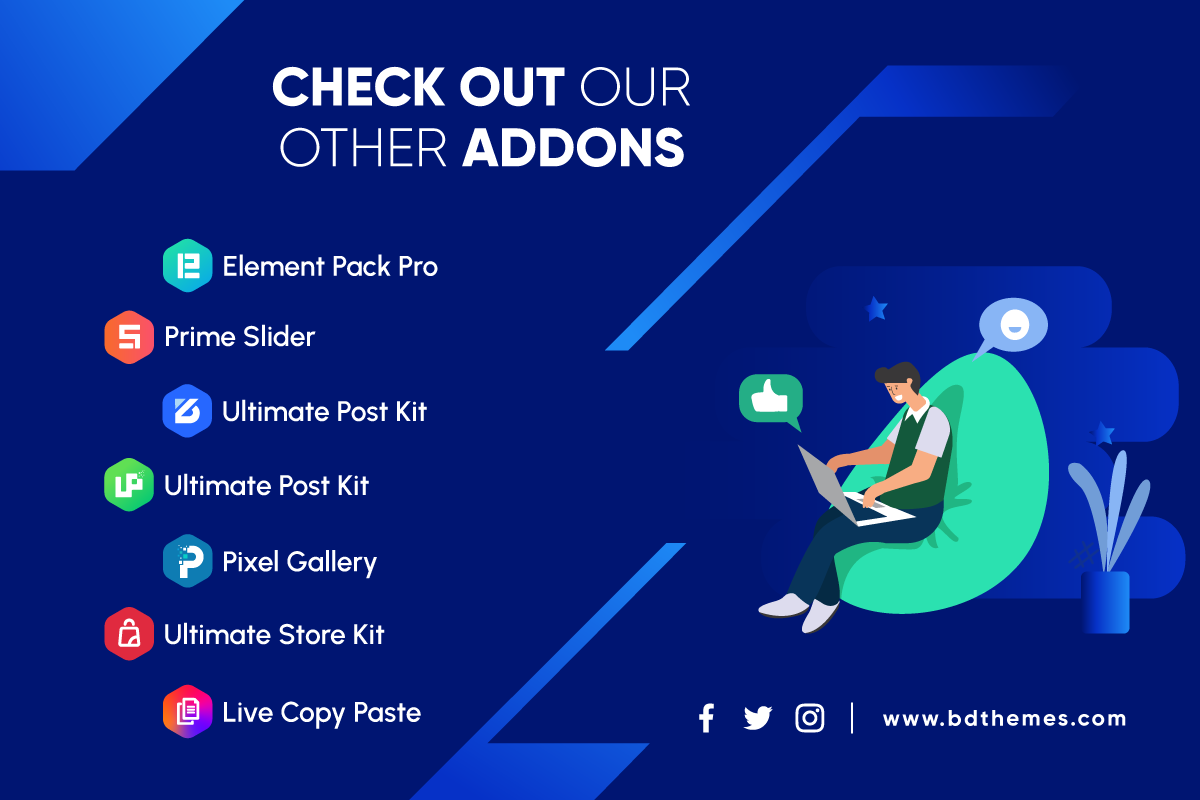 CHECK OUT OUR
OTHER ADDONS
Element Pack Pro
Prime Slider
Ultimate Post Kit
Ultimate Post Kit
Pixel Gallery
Ultimate Store Kit
Live Copy Paste
www.bdthemes.com